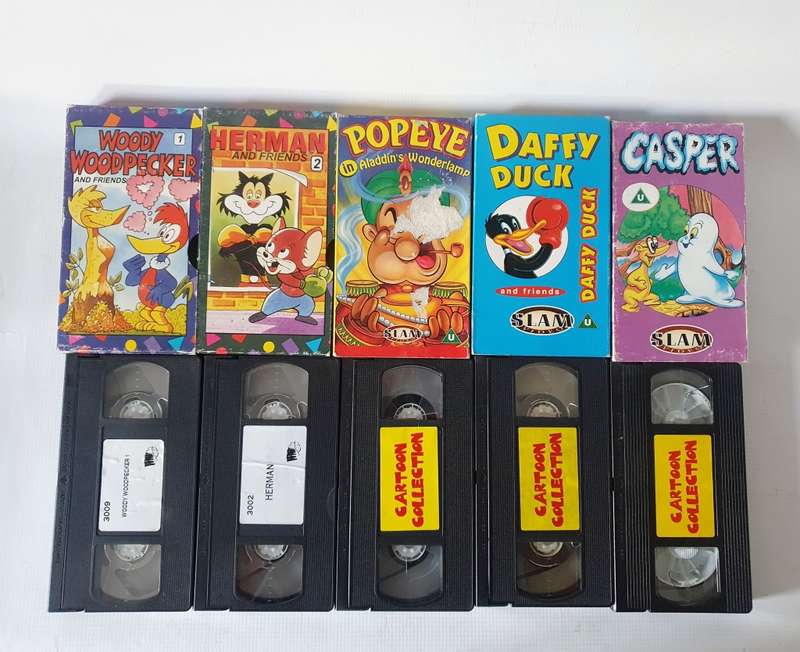 WOODY
WOODPECKER
AND FRIENDS
1
HERMAN
AND FRIENDS
2
POPEYE
in Aladdin's Wonderlamp
SLAM
U
DAFFY
DUCK
DAFFY DUCK
and friends
SLAM
U
CASPER
U
SLAM
3009
WOODY WOODPECKER 1
3002
HERMAN
CARTOON
COLLECTION
CARTOON
COLLECTION
CARTOON
COLLECTION